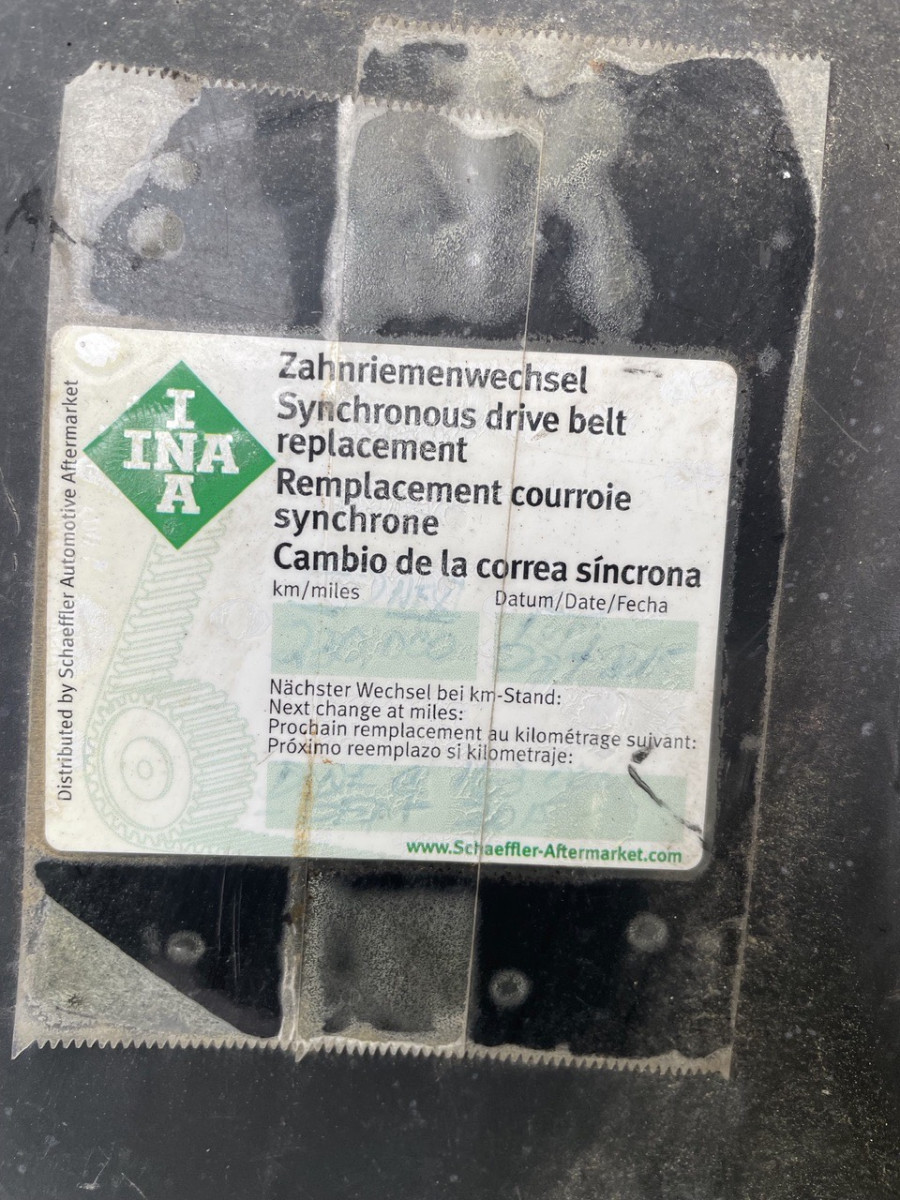 Zahnriemenwechsel
Synchronous drive belt
replacement
Remplacement courroie
synchrone
Cambio de la correa síncrona
km/miles
Datum/Date/Fecha
Nächster Wechsel bei km-Stand:
Next change at miles:
Prochain remplacement au kilométrage suivant:
Próximo reemplazo si kilometraje:
www.Schaeffler-Aftermarket.com
Distributed by Schaeffler Automotive Aftermarket
I
INA
A